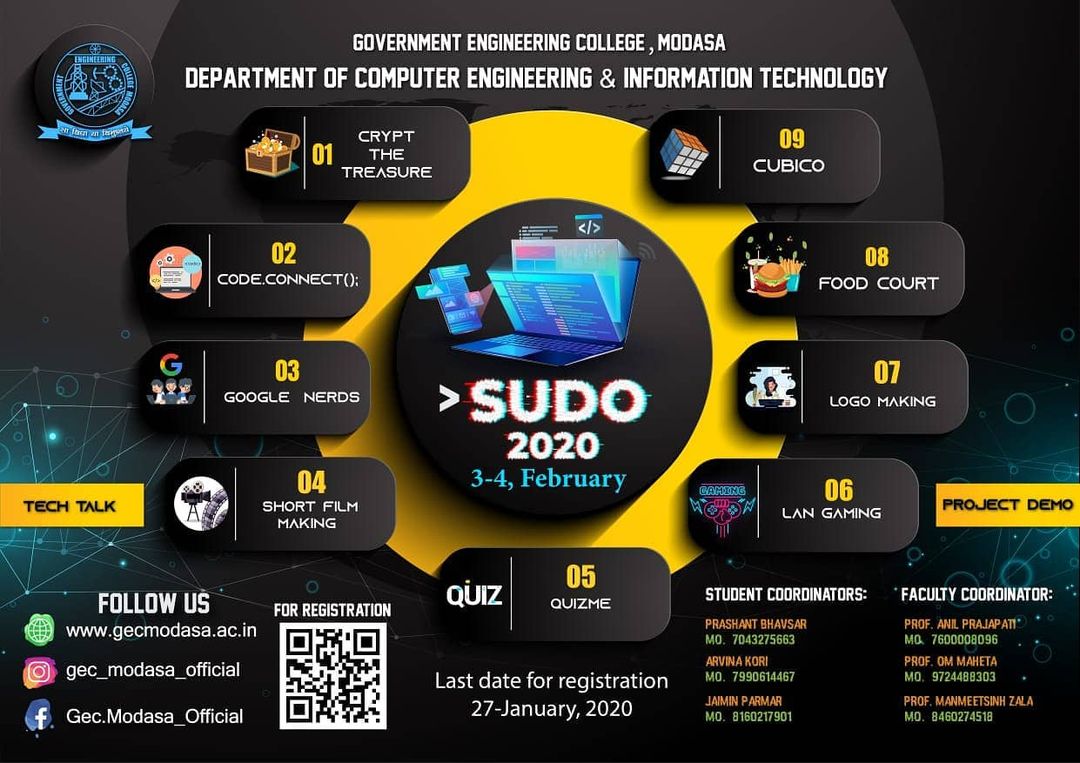 GOVERNMENT ENGINEERING COLLEGE, MODASA
DEPARTMENT OF COMPUTER ENGINEERING & INFORMATION TECHNOLOGY
ENGINEERING
GOVERNMENT
COLLEGE MODASA
सा विद्या या विमुक्तये
01
CRYPT
THE
TREASURE
02
CODE.CONNECT();
G
03
GOOGLE NERDS
04
SHORT FILM
MAKING
QUIZ
05
QUIZME
GAMING
06
LAN GAMING
07
LOGO MAKING
08
FOOD COURT
09
CUBICO
</>
>SUDO
2020
3-4, February
TECH TALK
PROJECT DEMO
FOLLOW US
www.gecmodasa.ac.in
gec_modasa_official
Gec.Modasa_Official
FOR REGISTRATION
Last date for registration
27-January, 2020
STUDENT COORDINATORS:
PRASHANT BHAVSAR
MO. 7043275663
ARVINA KORI
MO. 7990614467
JAIMIN PARMAR
MO. 8160217901
FACULTY COORDINATOR:
PROF. ANIL PRAJAPATI
MO. 7600008096
PROF. OM MAHETA
MO. 9724488303
PROF. MANMEETSINH ZALA
MO. 8460274518